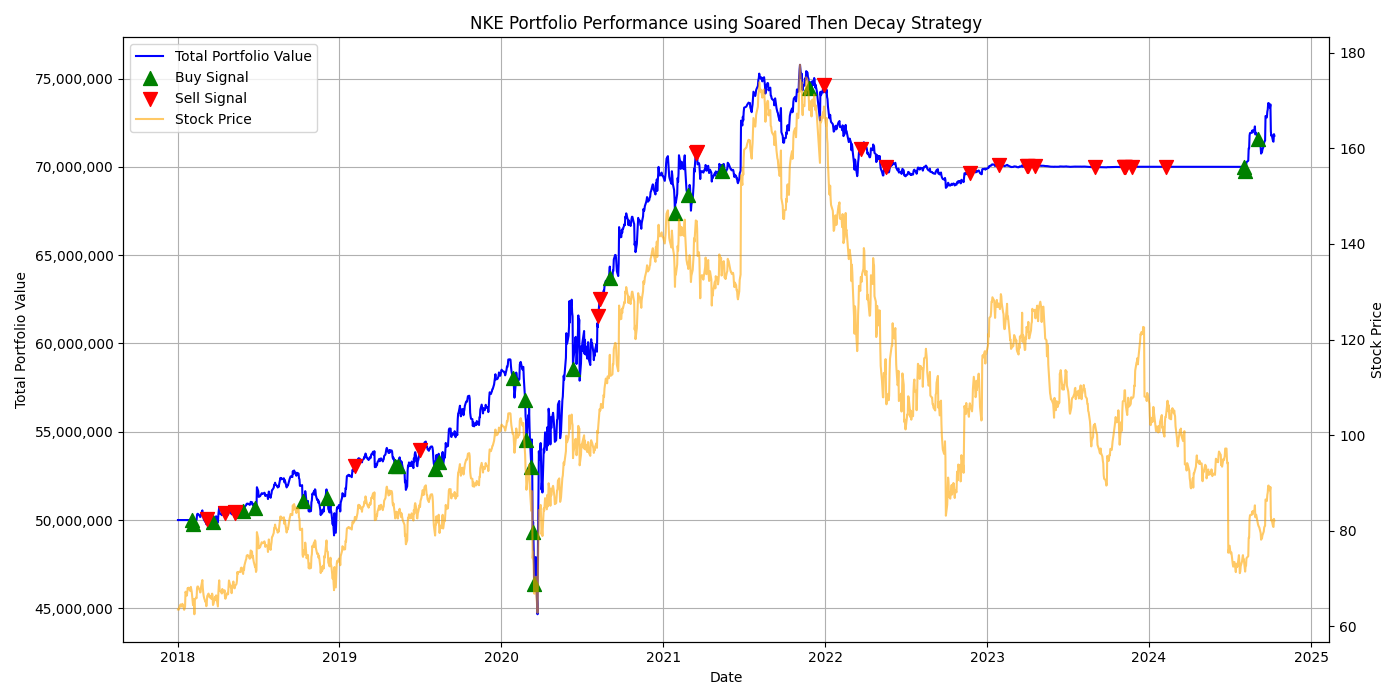 NKE Portfolio Performance using Soared Then Decay Strategy
Total Portfolio Value
Buy Signal
Sell Signal
Stock Price
75,000,000
70,000,000
65,000,000
60,000,000
55,000,000
50,000,000
45,000,000
Total Portfolio Value
180
160
140
120
100
80
60
Stock Price
2018
2019
2020
2021
2022
2023
2024
2025
Date